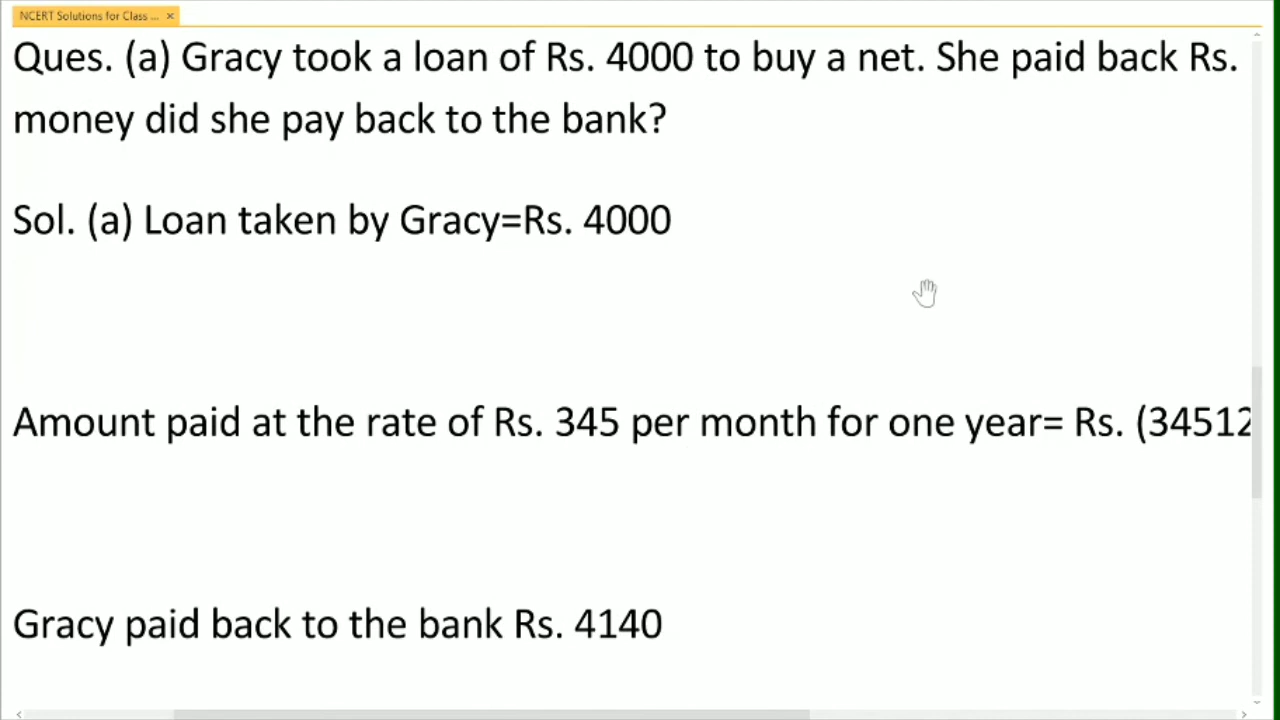 NCERT Solutions for Class ... ×
Ques. (a) Gracy took a loan of Rs. 4000 to buy a net. She paid back Rs.
money did she pay back to the bank?
Sol. (a) Loan taken by Gracy=Rs. 4000
Amount paid at the rate of Rs. 345 per month for one year= Rs. (34512
Gracy paid back to the bank Rs. 4140